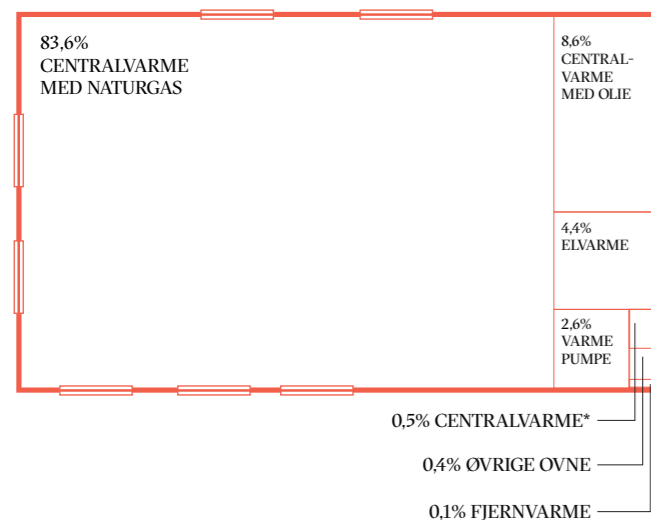 83,6%
CENTRALVARME
MED NATURGAS
8,6%
CENTRAL-
VARME
MED OLIE
4,4%
ELVARME
2,6%
VARME
PUMPE
0,5% CENTRALVARME*
0,4% ØVRIGE OVNE
0,1% FJERNVARME